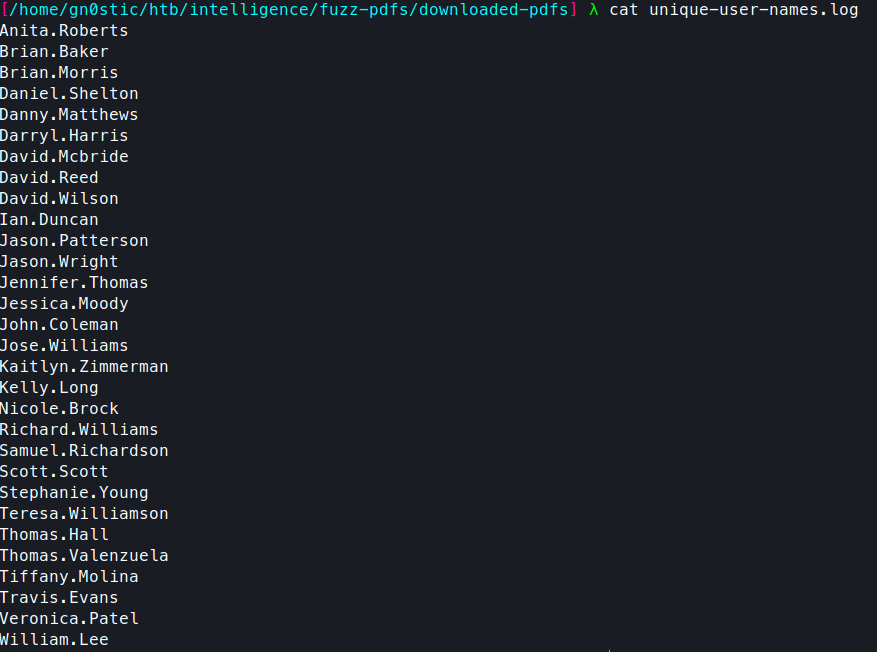 [/home/gn0stic/htb/intelligence/fuzz-pdfs/downloaded-pdfs] λ cat unique-user-names.log
Anita.Roberts
Brian.Baker
Brian.Morris
Daniel.Shelton
Danny.Matthews
Darryl.Harris
David.Mcbride
David.Reed
David.Wilson
Ian.Duncan
Jason.Patterson
Jason.Wright
Jennifer.Thomas
Jessica.Moody
John.Coleman
Jose.Williams
Kaitlyn.Zimmerman
Kelly.Long
Nicole.Brock
Richard.Williams
Samuel.Richardson
Scott.Scott
Stephanie.Young
Teresa.Williamson
Thomas.Hall
Thomas.Valenzuela
Tiffany.Molina
Travis.Evans
Veronica.Patel
William.Lee